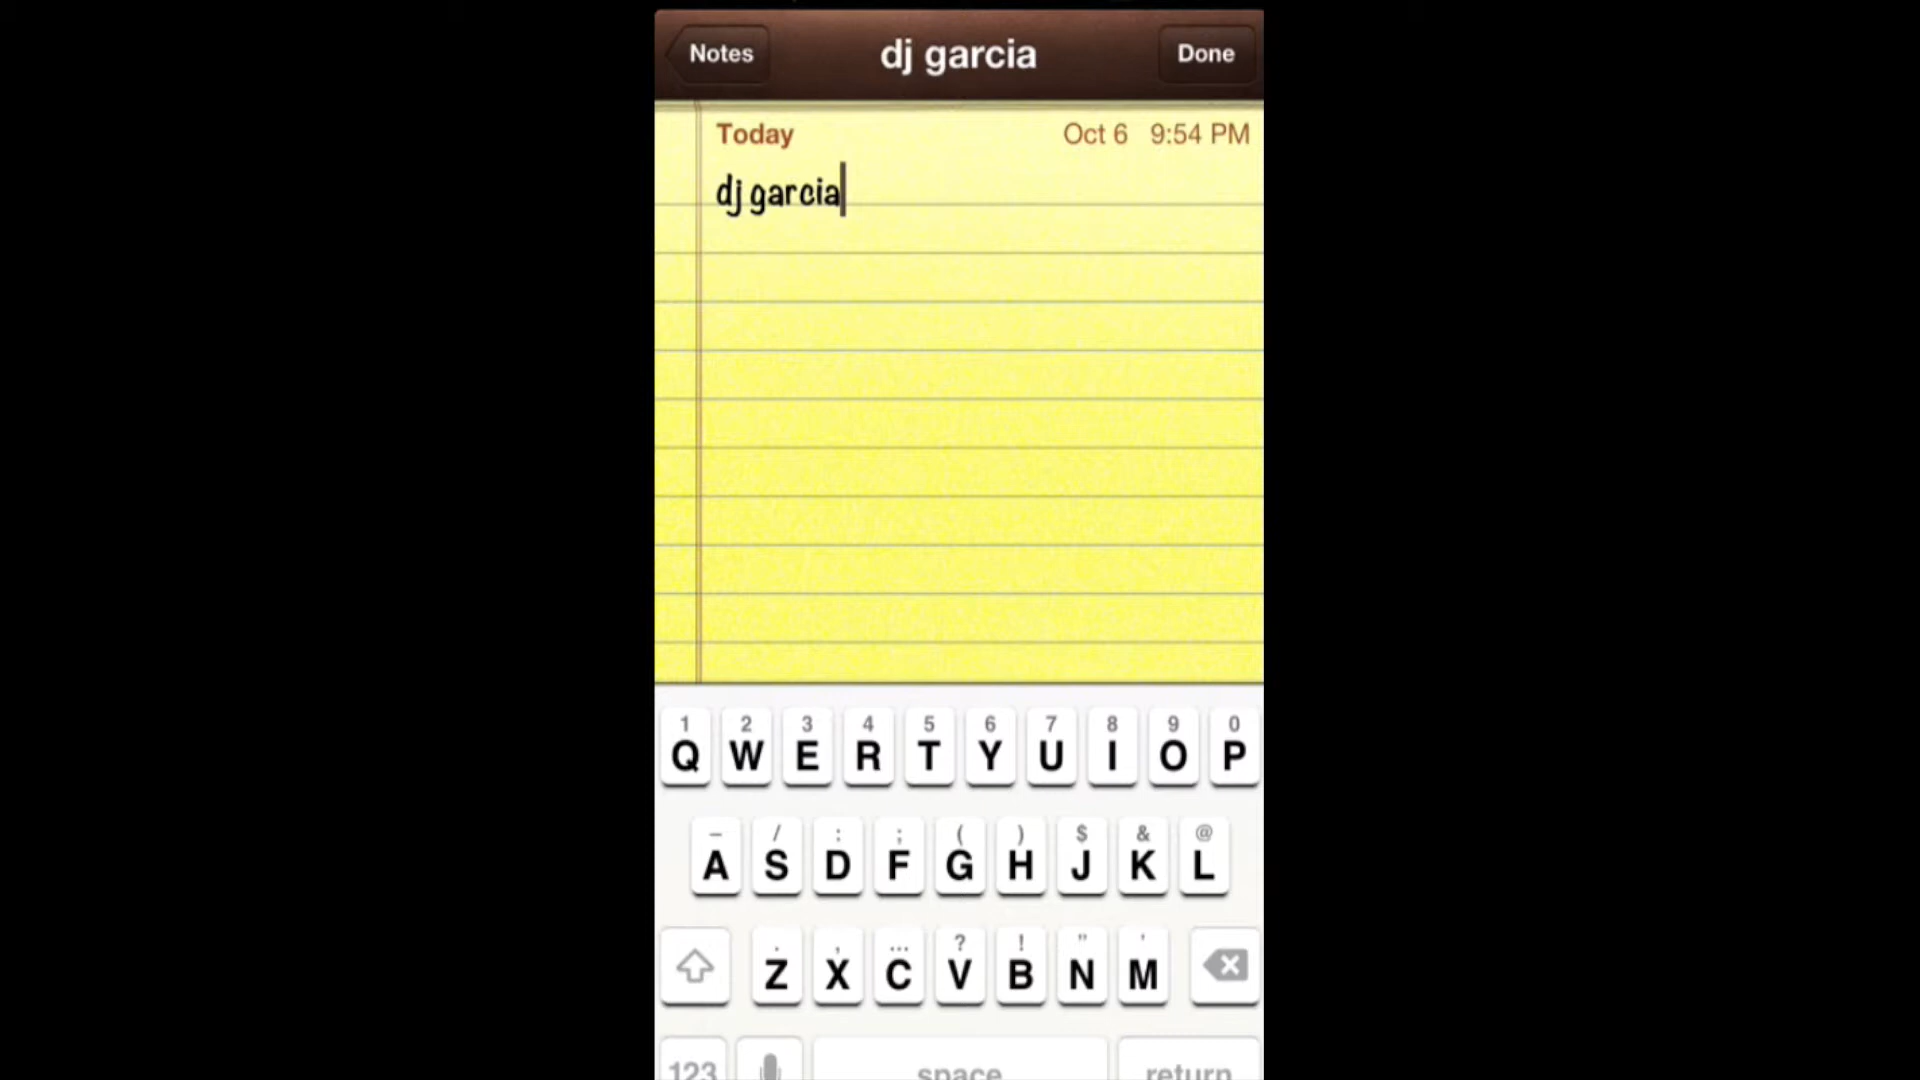 Notes dj garcia Done
Today Oct 6 9:54 PM
dj garcia
1 2 3 4 5 6 7 8 9 0
Q W E R T Y U I O P
– / : ; ( ) $ & @
A S D F G H J K L
. , ... ? ! " '
Z X C V B N M
123 space return